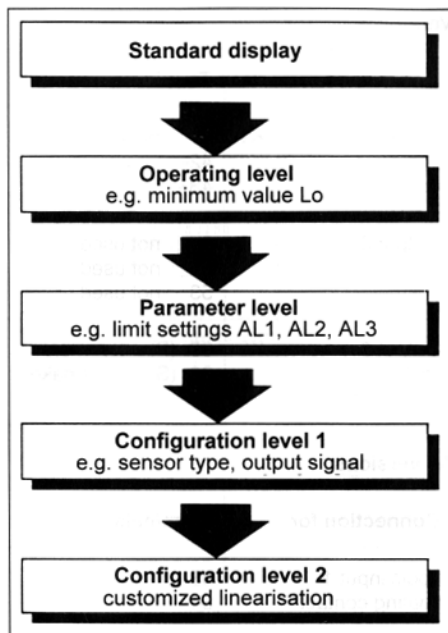 Standard display
Operating level
e.g. minimum value Lo
Parameter level
e.g. limit settings AL1, AL2, AL3
Configuration level 1
e.g. sensor type, output signal
Configuration level 2
customized linearisation